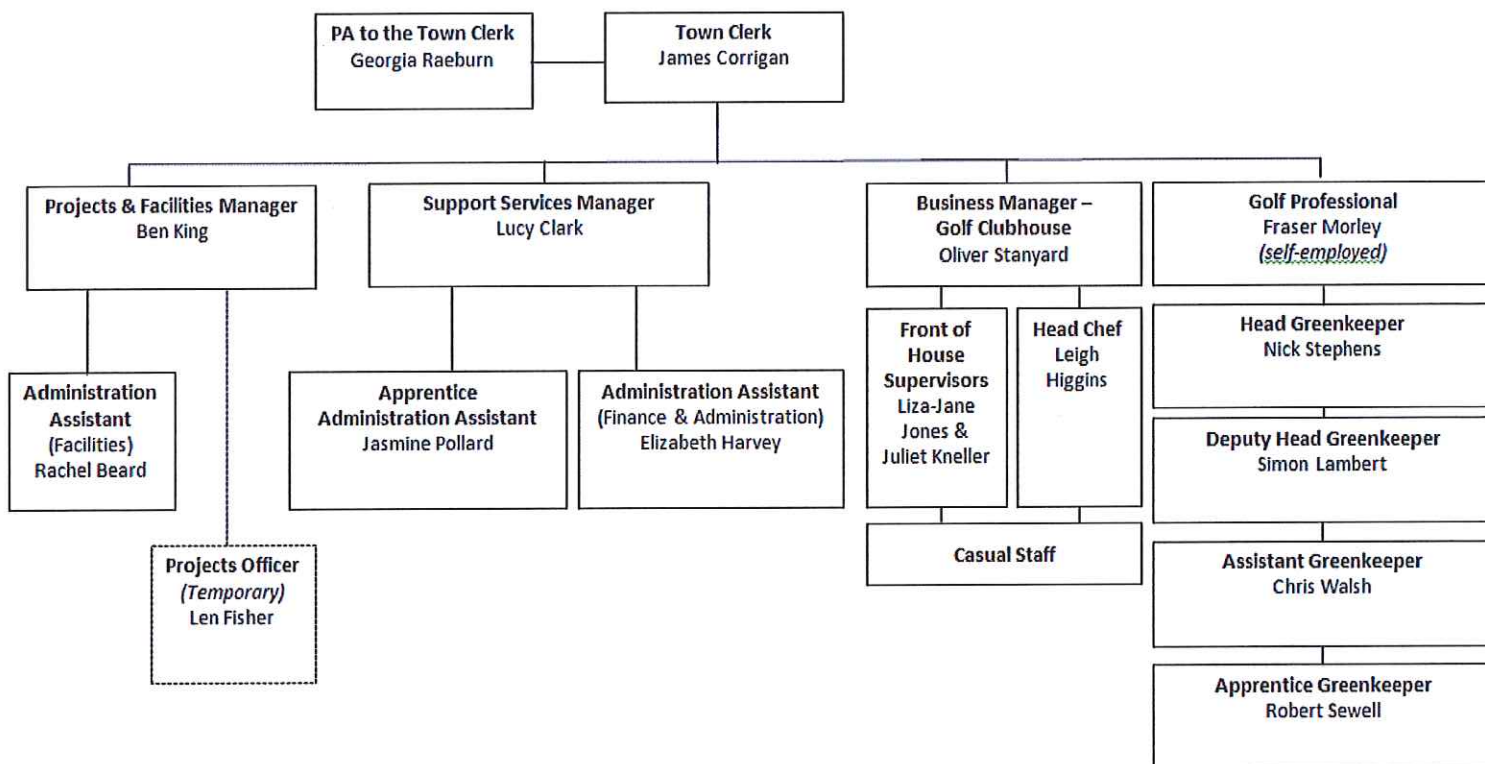 PA to the Town Clerk
Georgia Raeburn
Town Clerk
James Corrigan
Projects & Facilities Manager
Ben King
Support Services Manager
Lucy Clark
Business Manager –
Golf Clubhouse
Oliver Stanyard
Golf Professional
Fraser Morley
(self-employed)
Administration
Assistant
(Facilities)
Rachel Beard
Projects Officer
(Temporary)
Len Fisher
Apprentice
Administration Assistant
Jasmine Pollard
Administration Assistant
(Finance & Administration)
Elizabeth Harvey
Front of
House
Supervisors
Liza-Jane
Jones &
Juliet Kneller
Head Chef
Leigh
Higgins
Casual Staff
Head Greenkeeper
Nick Stephens
Deputy Head Greenkeeper
Simon Lambert
Assistant Greenkeeper
Chris Walsh
Apprentice Greenkeeper
Robert Sewell